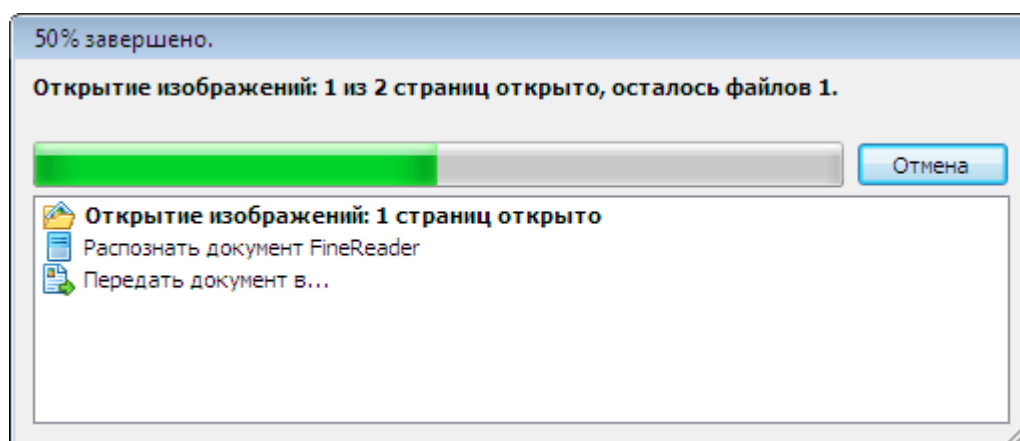 50% завершено.
Открытие изображений: 1 из 2 страниц открыто, осталось файлов 1.
Отмена
Открытие изображений: 1 страниц открыто
Распознать документ FineReader
Передать документ в...